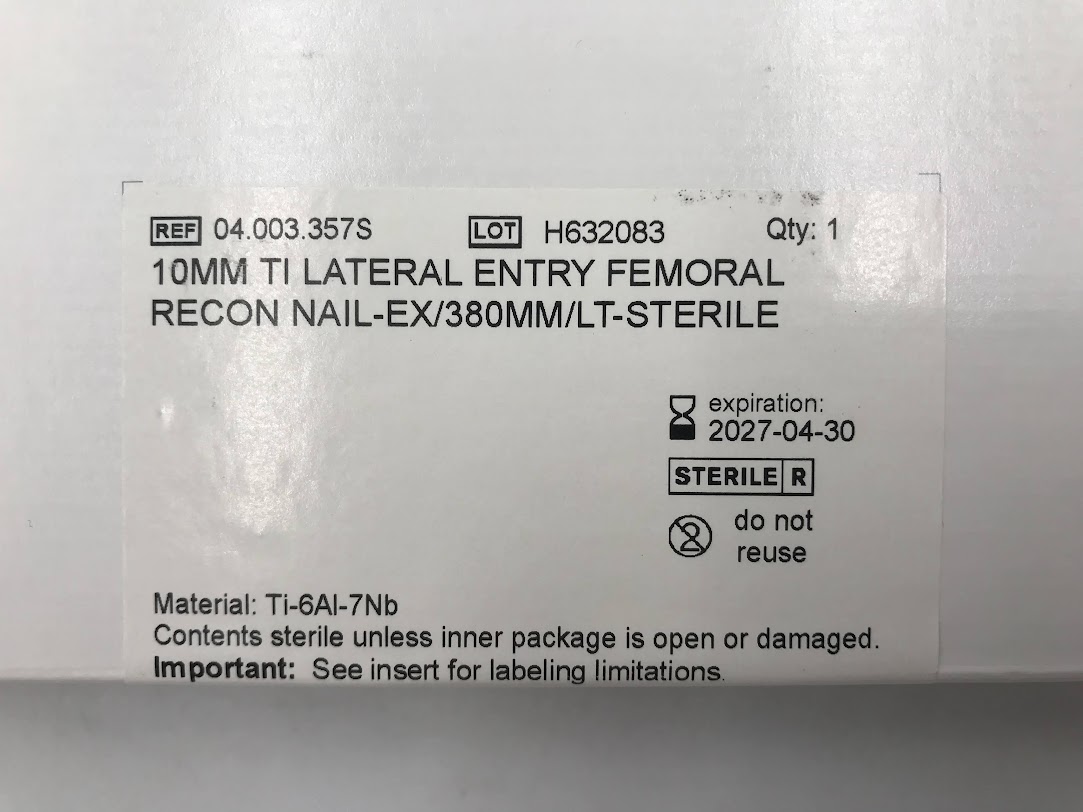 REF 04.003.357S LOT H632083 Qty: 1
10MM TI LATERAL ENTRY FEMORAL
RECON NAIL-EX/380MM/LT-STERILE
expiration:
2027-04-30
STERILE R
2 do not
reuse
Material: Ti-6Al-7Nb
Contents sterile unless inner package is open or damaged.
Important: See insert for labeling limitations.